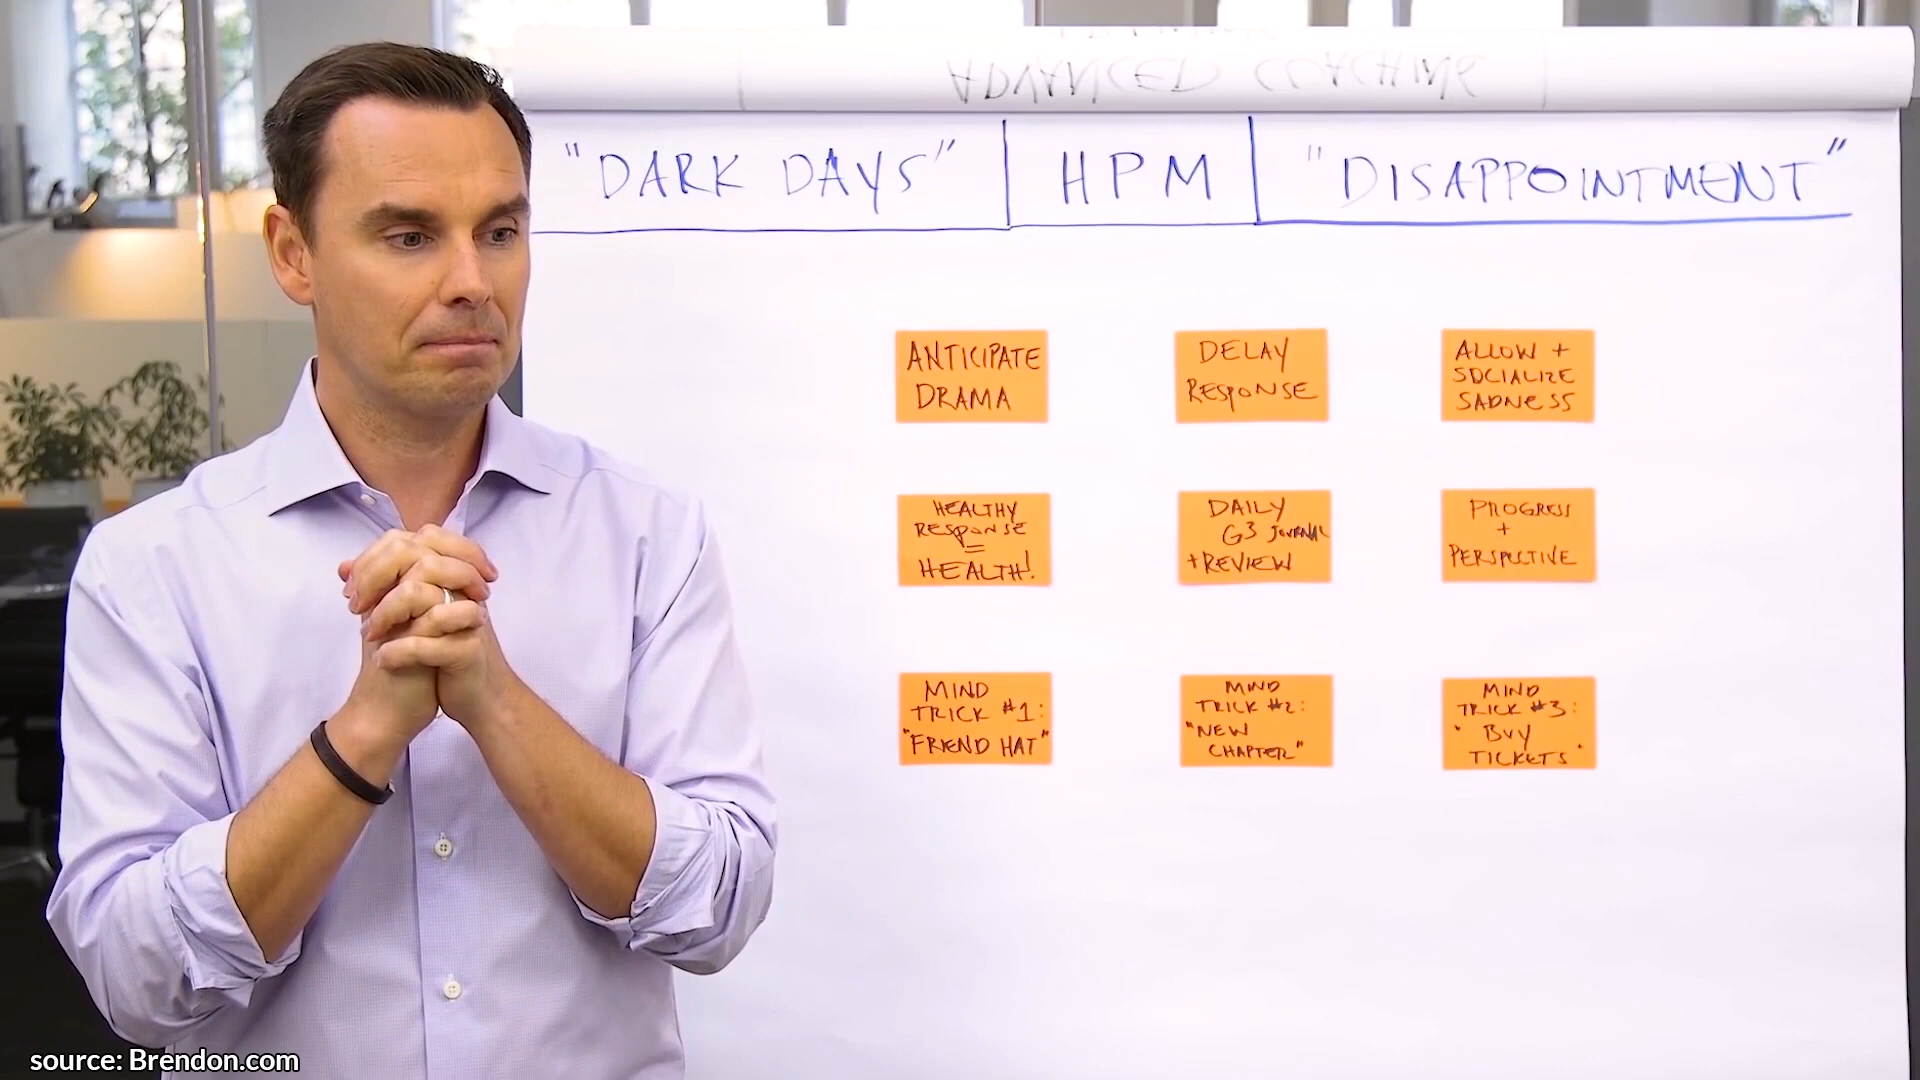 ADVANCED COACHING
"DARK DAYS" | HPM | "DISAPPOINTMENT"
ANTICIPATE
DRAMA
DELAY
RESPONSE
ALLOW +
SOCIALIZE
SADNESS
HEALTHY
RESPONSE
=
HEALTH!
DAILY
G3 JOURNAL
+REVIEW
PROGRESS
+
PERSPECTIVE
MIND
TRICK #1:
"FRIEND HAT"
MIND
TRICK #2:
"NEW
CHAPTER"
MIND
TRICK #3:
"BUY
TICKETS"
source: Brendon.com